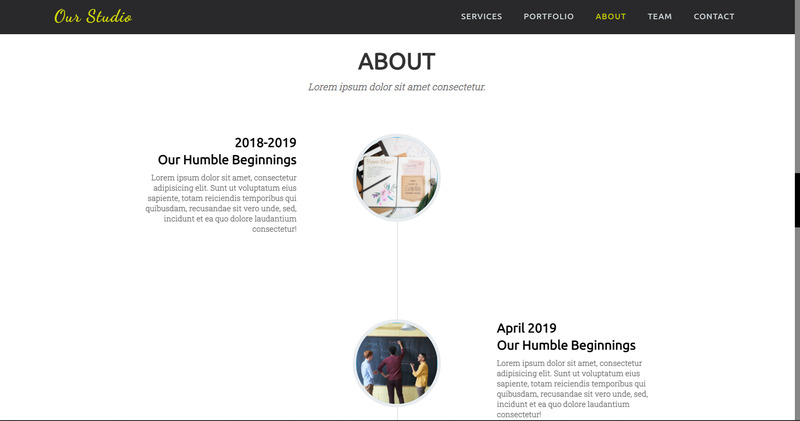 Our Studio
SERVICES PORTFOLIO ABOUT TEAM CONTACT
ABOUT
Lorem ipsum dolor sit amet consectetur.
2018-2019
Our Humble Beginnings
Lorem ipsum dolor sit amet, consectetur
adipisicing elit. Sunt ut voluptatum eius
sapiente, totam reiciendis temporibus qui
quibusdam, recusandae sit vero unde, sed,
incidunt et ea quo dolore laudantium
consectetur!
April 2019
Our Humble Beginnings
Lorem ipsum dolor sit amet, consectetur
adipisicing elit. Sunt ut voluptatum eius
sapiente, totam reiciendis temporibus qui
quibusdam, recusandae sit vero unde, sed,
incidunt et ea quo dolore laudantium
consectetur!